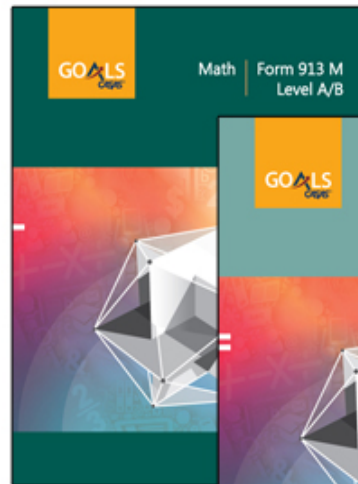 GOALS
CASAS
Math | Form 913 M
Level A/B
GOALS
CASAS